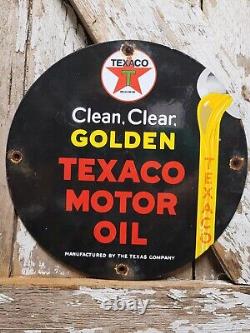 TEXACO
T
Clean, Clear,
GOLDEN
TEXACO
MOTOR
OIL
TEXACO
MANUFACTURED BY THE TEXAS COMPANY